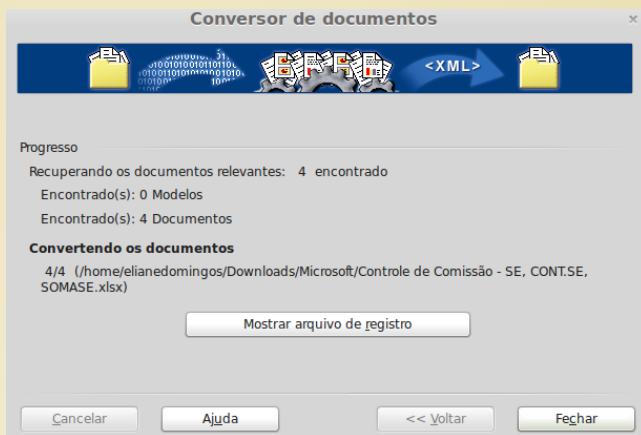 Conversor de documentos
<XML>
Progresso
Recuperando os documentos relevantes: 4 encontrado
Encontrado(s): 0 Modelos
Encontrado(s): 4 Documentos
Convertendo os documentos
4/4 (/home/elianedomingos/Downloads/Microsoft/Controle de Comissão - SE, CONT.SE,
SOMASE.xlsx)
Mostrar arquivo de registro
Cancelar
Ajuda
<< Voltar
Fechar